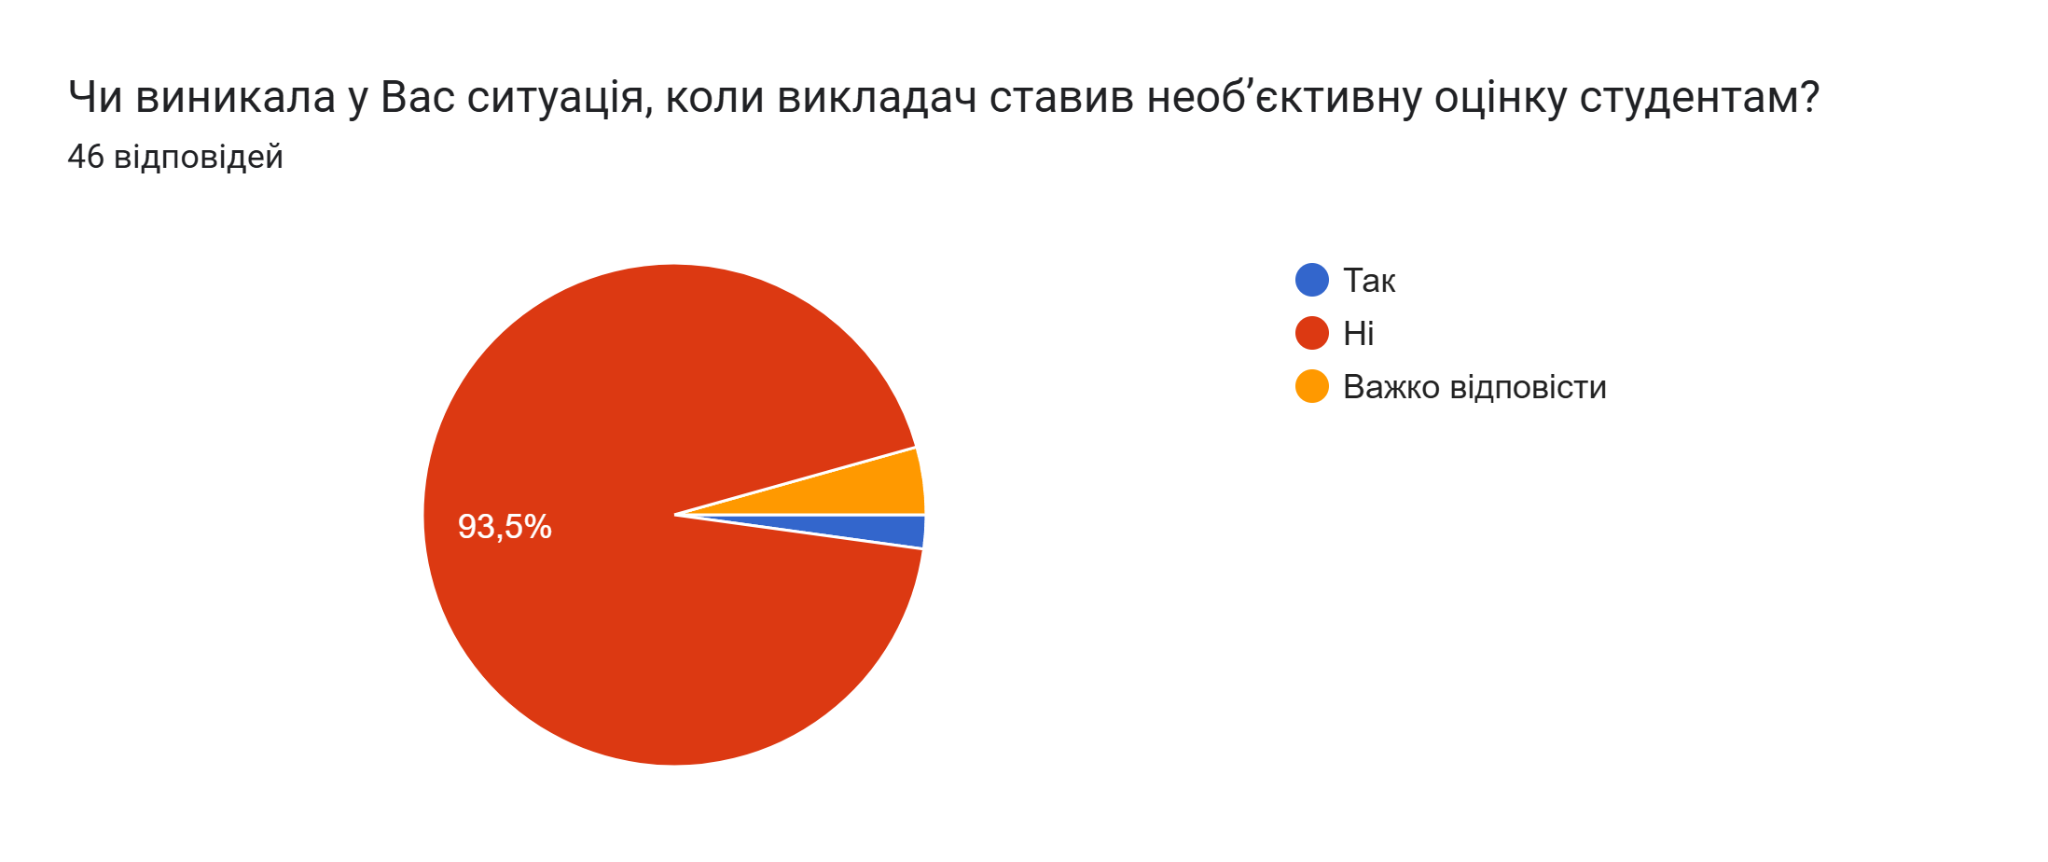 Чи виникала у Вас ситуація, коли викладач ставив необ’єктивну оцінку студентам?
46 відповідей
Так
Ні
Важко відповісти
93,5%